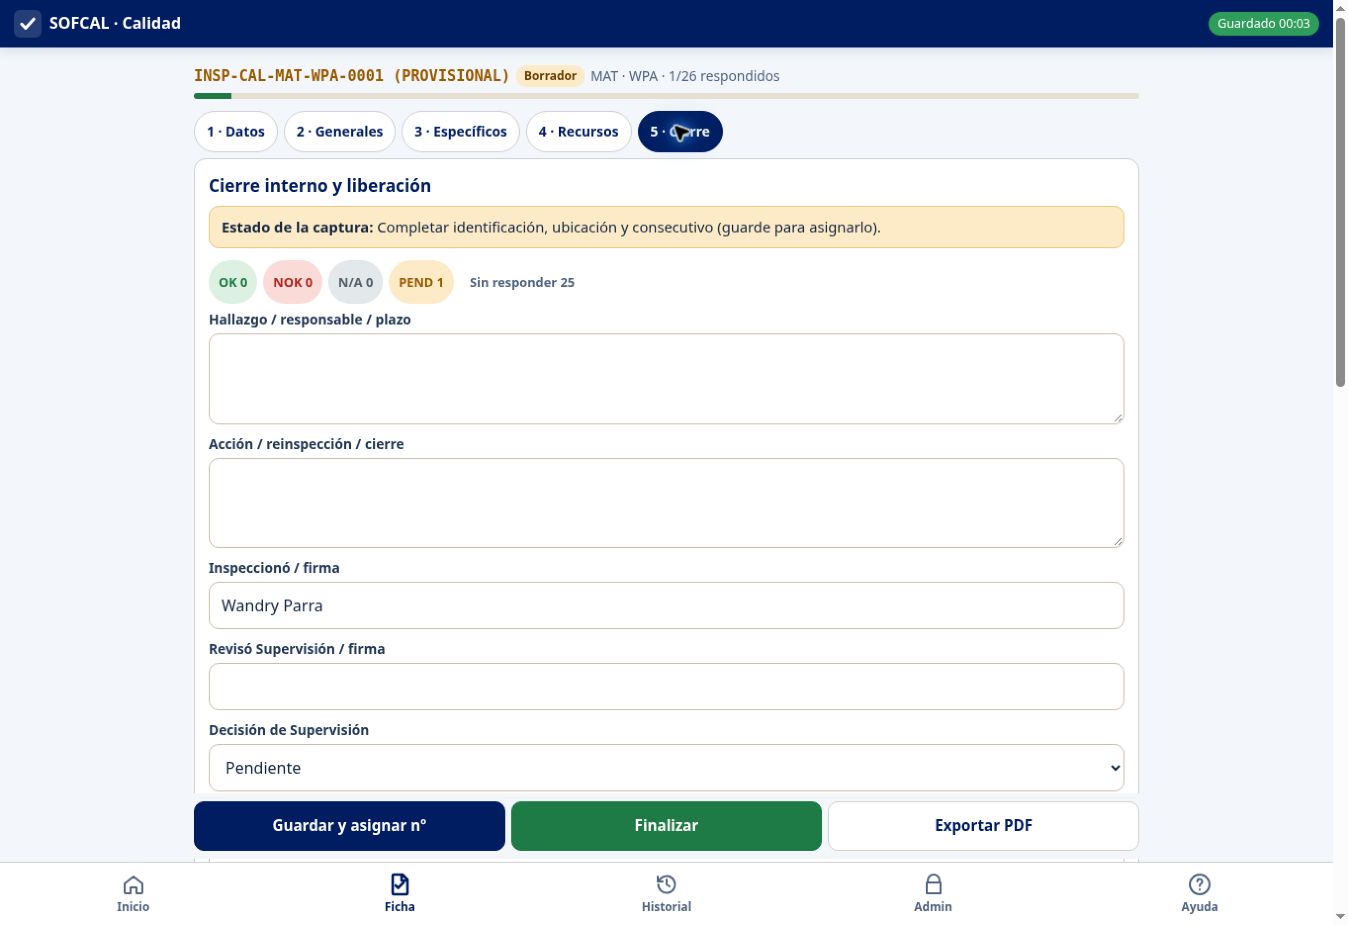 SOFCAL · Calidad
Guardado 00:03
INSP-CAL-MAT-WPA-0001 (PROVISIONAL) Borrador MAT · WPA · 1/26 respondidos
1 · Datos
2 · Generales
3 · Específicos
4 · Recursos
5 ·
Cierre interno y liberación
Estado de la captura: Completar identificación, ubicación y consecutivo (guarde para asignarlo).
OK 0
NOK 0
N/A 0
PEND 1
Sin responder 25
Hallazgo / responsable / plazo
Acción / reinspección / cierre
Inspeccionó / firma
Wandry Parra
Revisó Supervisión / firma
Decisión de Supervisión
Pendiente
Guardar y asignar nº
Finalizar
Exportar PDF
Inicio
Ficha
Historial
Admin
Ayuda